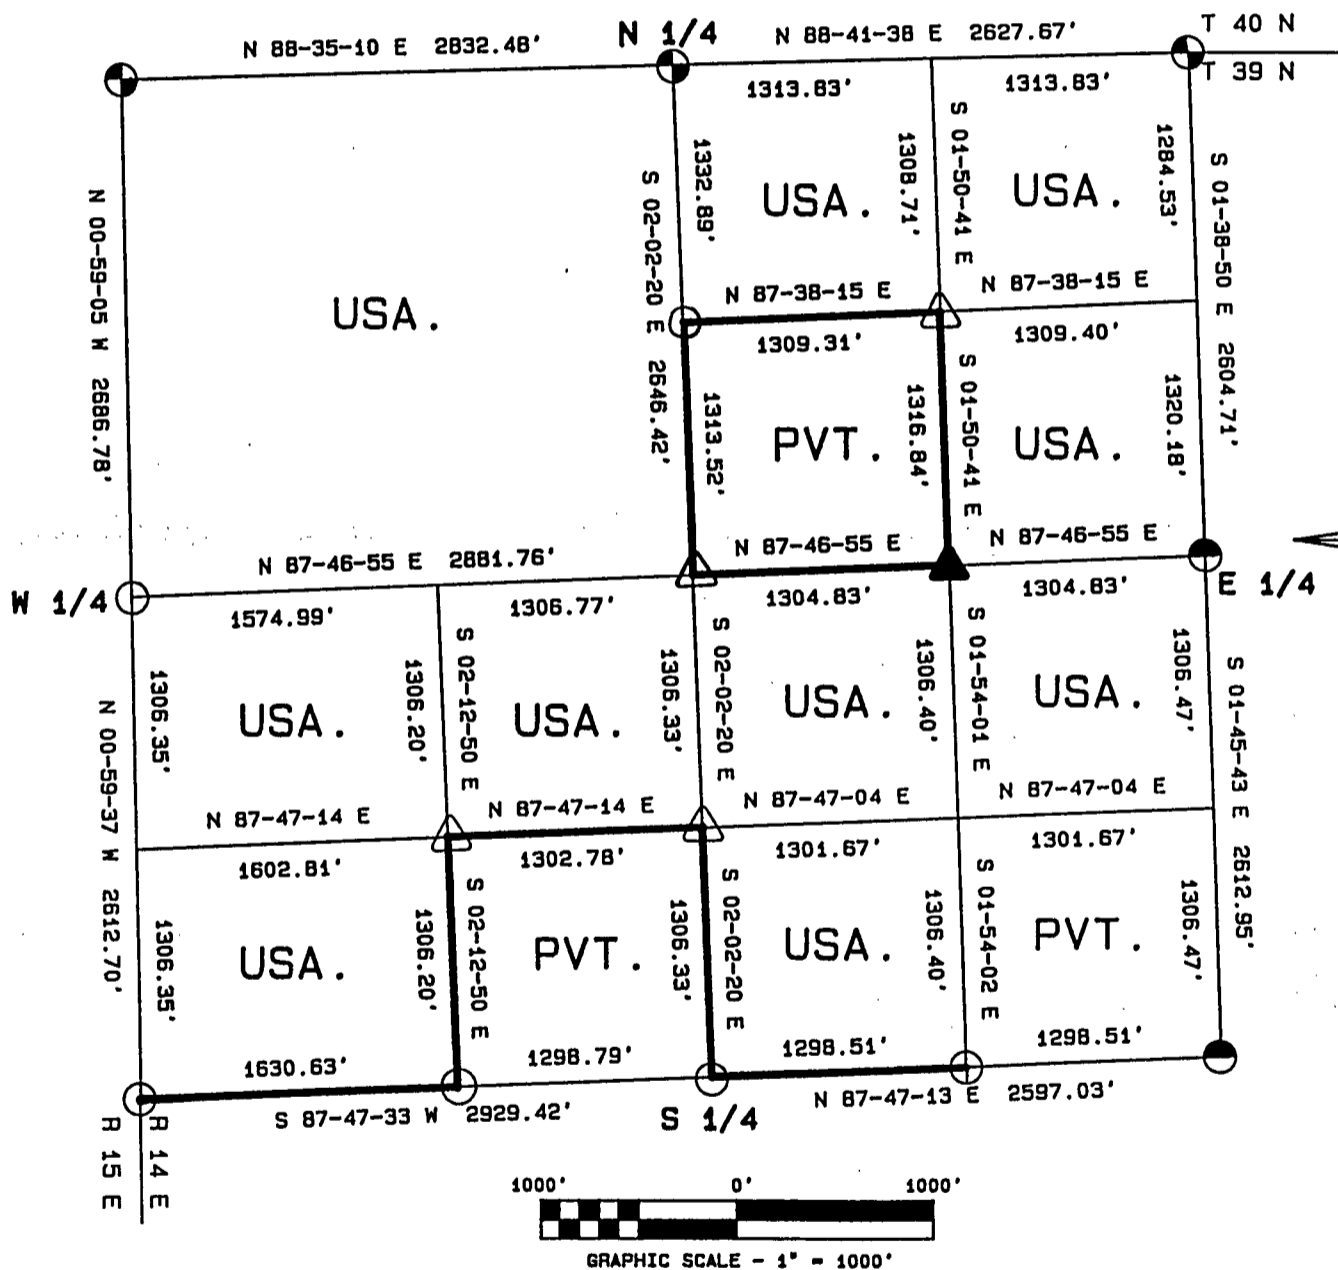 N 88-35-10 E 2832.48'
N 1/4
N 88-41-38 E 2627.67'
T 40 N
T 39 N
1313.83'
1313.83'
N 00-59-05 W 2686.78'
USA.
S 02-02-20 E 2646.42'
1332.89'
USA.
1308.71'
S 01-50-41 E
USA.
1284.53'
S 01-38-50 E 2604.71'
N 87-38-15 E
N 87-38-15 E
1309.31'
1309.40'
1313.52'
PVT.
1316.84'
S 01-50-41 E
USA.
1320.18'
N 87-46-55 E 2881.76'
N 87-46-55 E
N 87-46-55 E
W 1/4
E 1/4
1574.99'
1306.77'
1304.83'
1304.83'
N 00-59-37 W 2612.70'
1306.35'
USA.
1306.20'
S 02-12-50 E
USA.
1306.33'
S 02-02-20 E
USA.
1306.40'
S 01-54-01 E
USA.
1306.47'
S 01-45-43 E 2612.95'
N 87-47-14 E
N 87-47-14 E
N 87-47-04 E
N 87-47-04 E
1602.81'
1302.78'
1301.67'
1301.67'
1306.35'
USA.
1306.20'
S 02-12-50 E
PVT.
1306.33'
S 02-02-20 E
USA.
1306.40'
S 01-54-02 E
PVT.
1306.47'
1630.63'
1298.79'
1298.51'
1298.51'
S 87-47-33 W 2929.42'
S 1/4
N 87-47-13 E 2597.03'
R 15 E
R 14 E
1000' 0' 1000'
GRAPHIC SCALE - 1" = 1000'